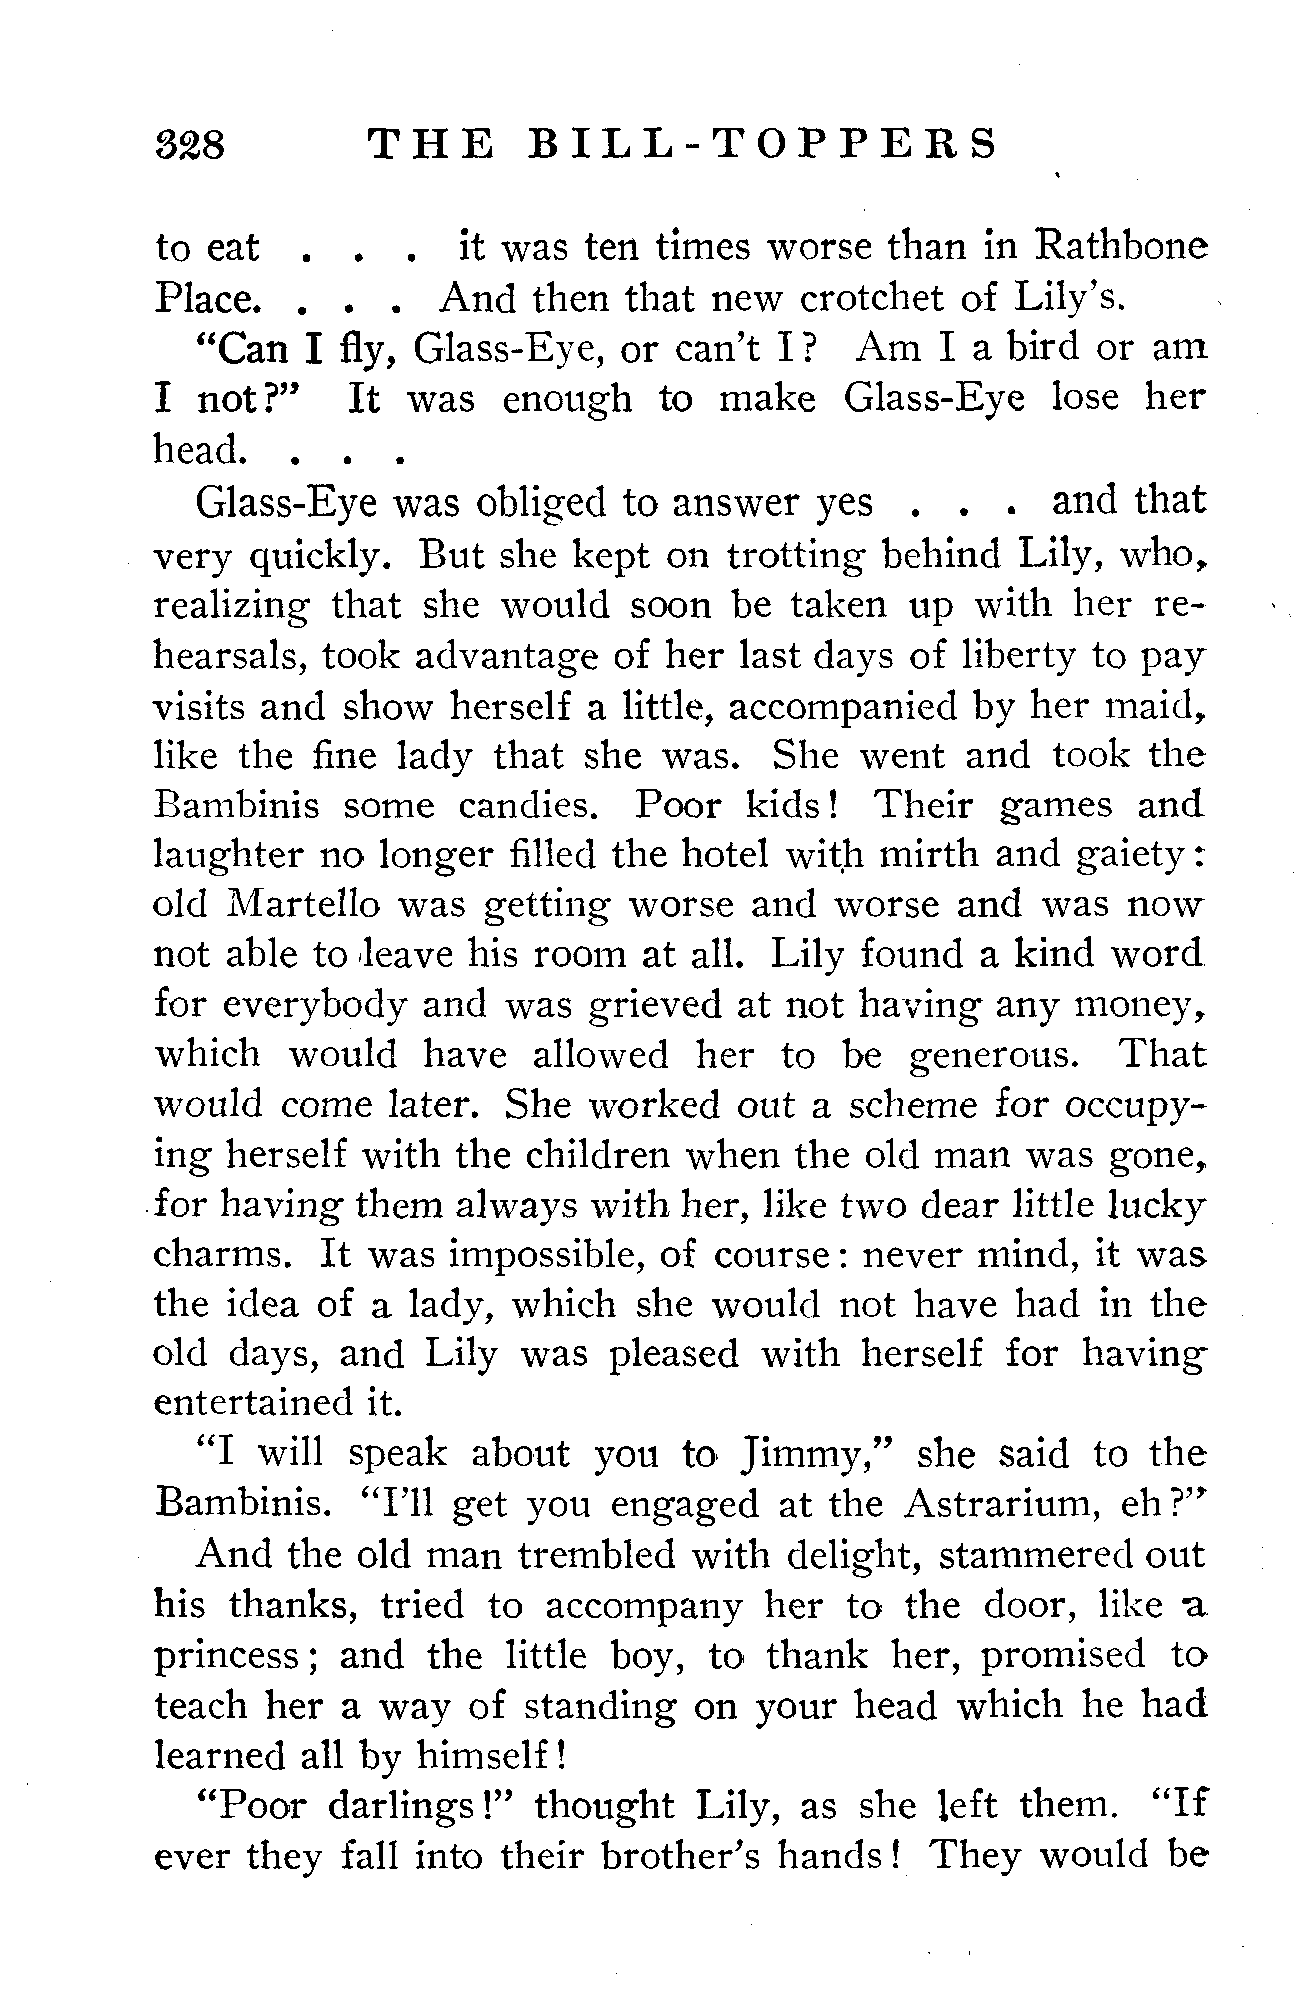 328 THE BILL-TOPPERS
to eat . . . it was ten times worse than in Rathbone
Place. . . . And then that new crotchet of Lily's.
"Can I fly, Glass-Eye, or can't I? Am I a bird or am
I not?" It was enough to make Glass-Eye lose her
head. . . .
Glass-Eye was obliged to answer yes . . . and that
very quickly. But she kept on trotting behind Lily, who,
realizing that she would soon be taken up with her re-
hearsals, took advantage of her last days of liberty to pay
visits and show herself a little, accompanied by her maid,
like the fine lady that she was. She went and took the
Bambinis some candies. Poor kids! Their games and
laughter no longer filled the hotel with mirth and gaiety:
old Martello was getting worse and worse and was now
not able to leave his room at all. Lily found a kind word
for everybody and was grieved at not having any money,
which would have allowed her to be generous. That
would come later. She worked out a scheme for occupy-
ing herself with the children when the old man was gone,
for having them always with her, like two dear little lucky
charms. It was impossible, of course: never mind, it was
the idea of a lady, which she would not have had in the
old days, and Lily was pleased with herself for having
entertained it.
"I will speak about you to Jimmy," she said to the
Bambinis. "I'll get you engaged at the Astrarium, eh?"
And the old man trembled with delight, stammered out
his thanks, tried to accompany her to the door, like a
princess; and the little boy, to thank her, promised to
teach her a way of standing on your head which he had
learned all by himself!
"Poor darlings!" thought Lily, as she left them. "If
ever they fall into their brother's hands! They would be